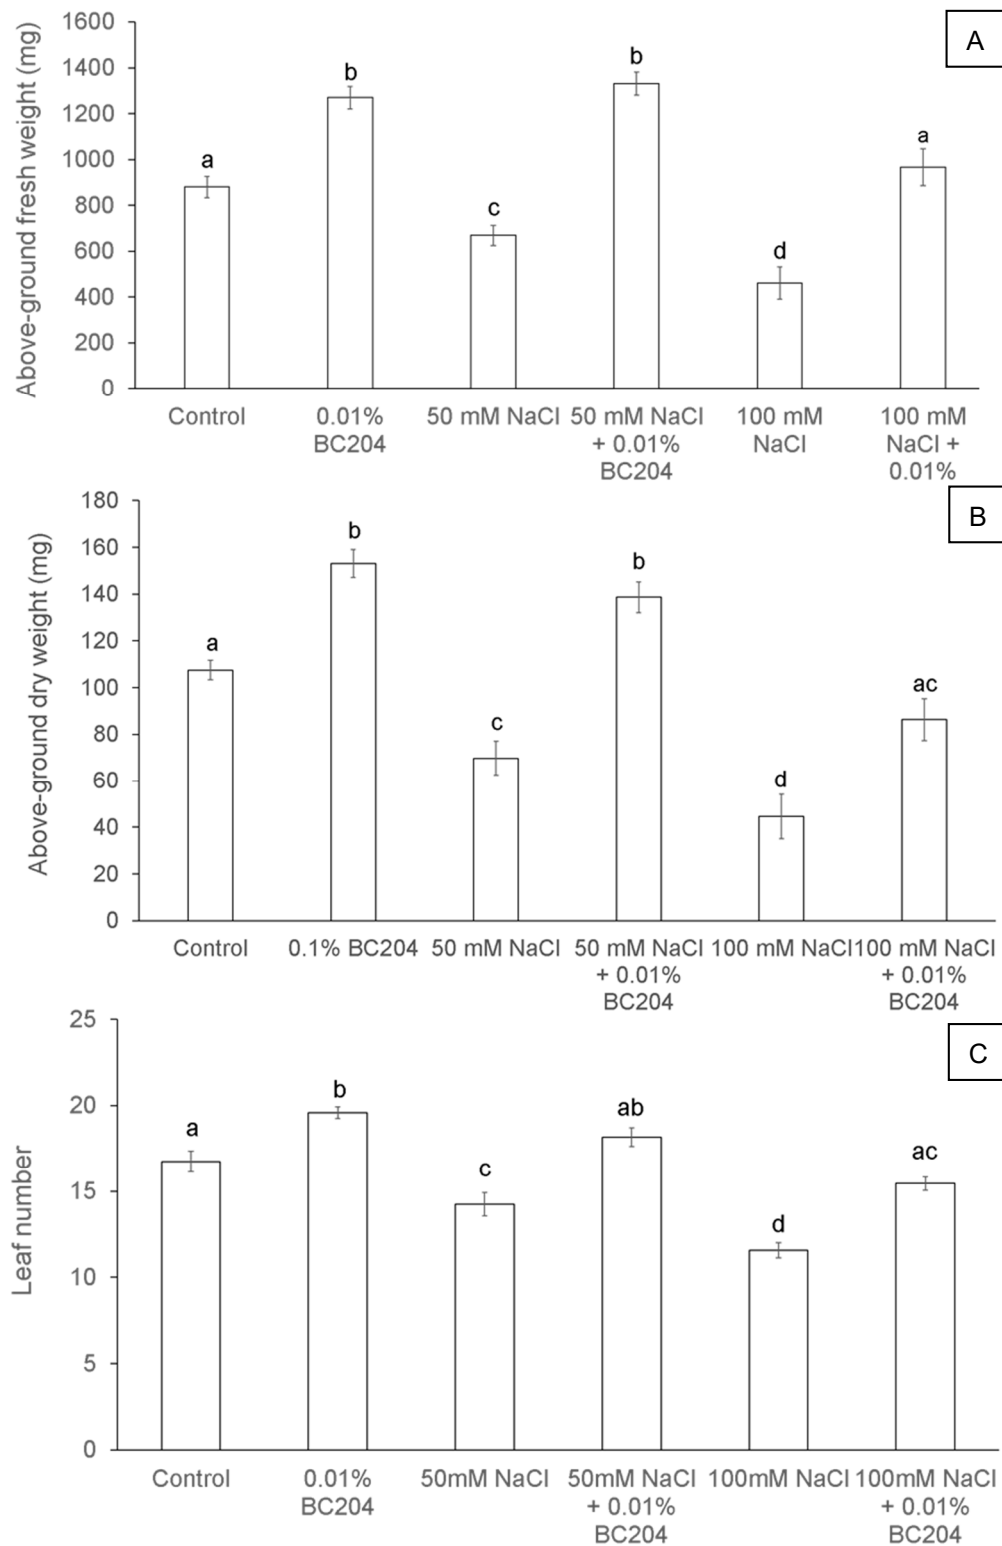 A
Above-ground fresh weight (mg)
1600
1400
1200
1000
800
600
400
200
0
a
b
c
b
d
a
Control
0.01%
BC204
50 mM NaCl
50 mM NaCl
+ 0.01%
BC204
100 mM
NaCl
100 mM
NaCl +
0.01%
B
Above-ground dry weight (mg)
180
160
140
120
100
80
60
40
20
0
a
b
c
b
d
ac
Control
0.1% BC204
50 mM NaCl
50 mM NaCl
+ 0.01%
BC204
100 mM NaCl
100 mM NaCl
+ 0.01%
BC204
C
Leaf number
25
20
15
10
5
0
a
b
c
ab
d
ac
Control
0.01%
BC204
50mM NaCl
50mM NaCl
+ 0.01%
BC204
100mM NaCl
100mM NaCl
+ 0.01%
BC204